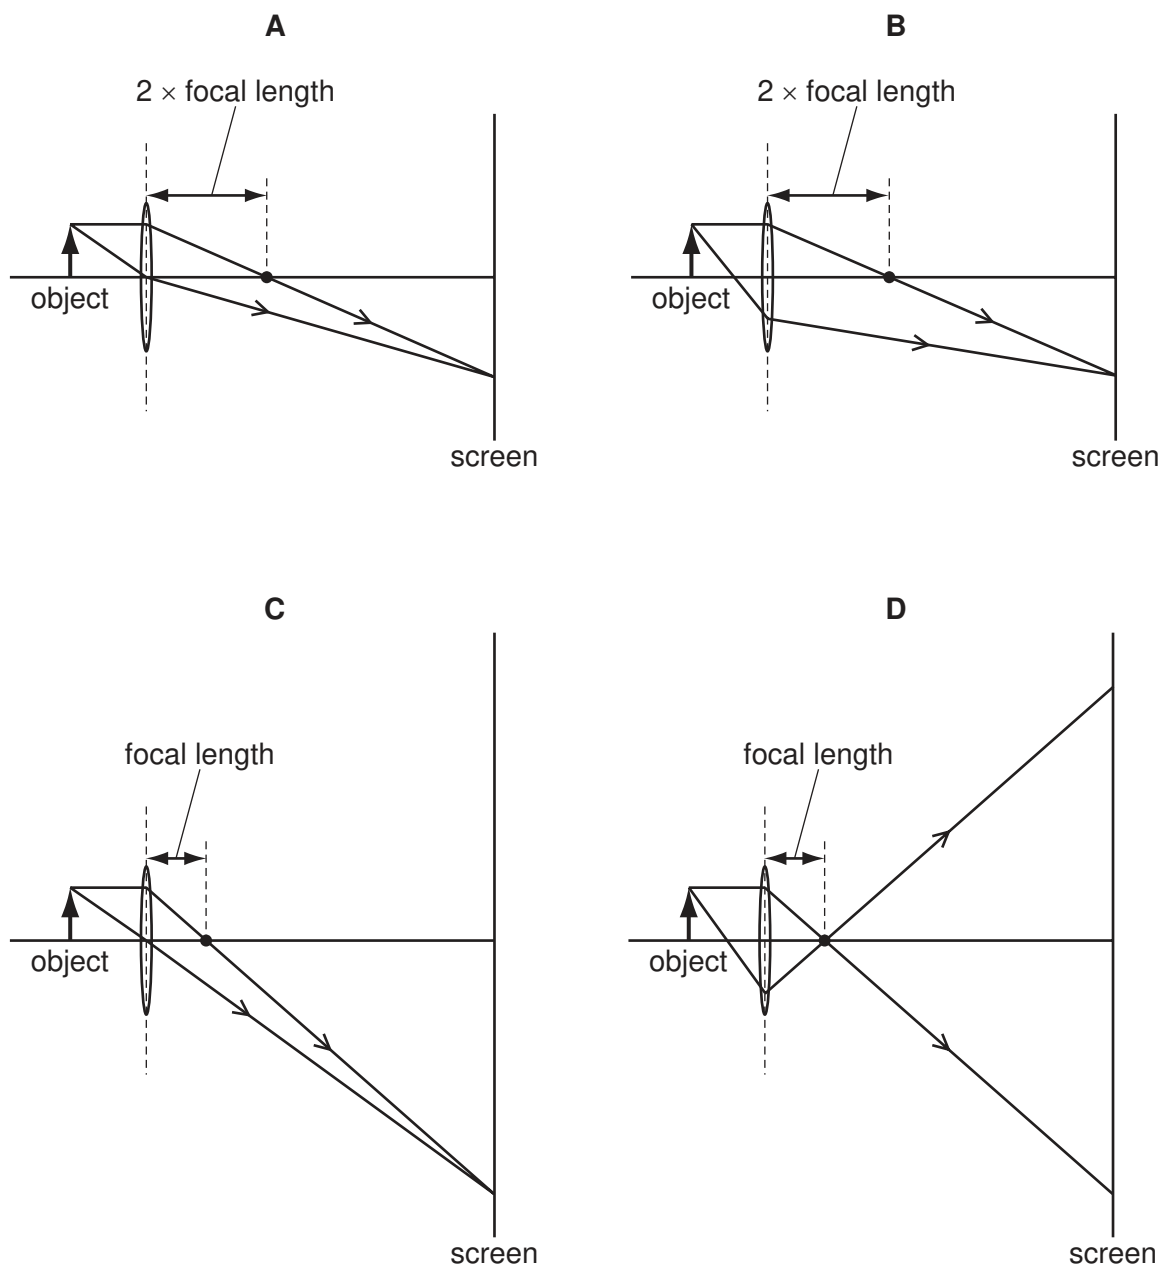 A
B
2 × focal length
2 × focal length
object
object
screen
screen
C
D
focal length
focal length
object
object
screen
screen